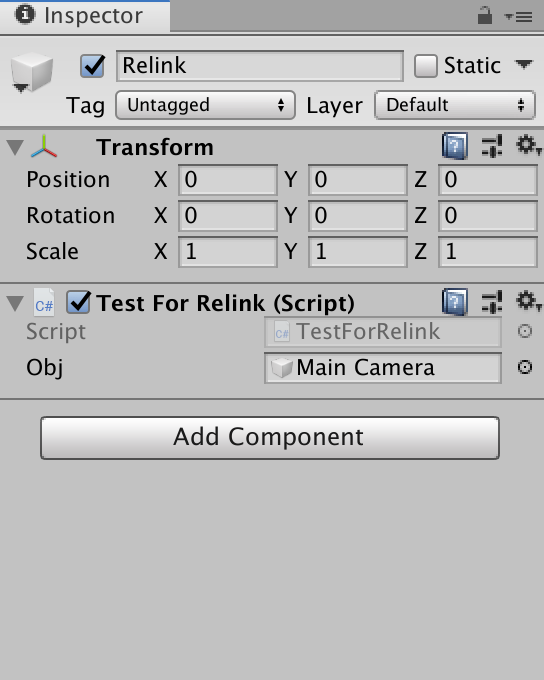 Inspector
Relink Static
Tag Untagged Layer Default
Transform
Position X 0 Y 0 Z 0
Rotation X 0 Y 0 Z 0
Scale X 1 Y 1 Z 1
C# Test For Relink (Script)
Script C# TestForRelink
Obj Main Camera
Add Component